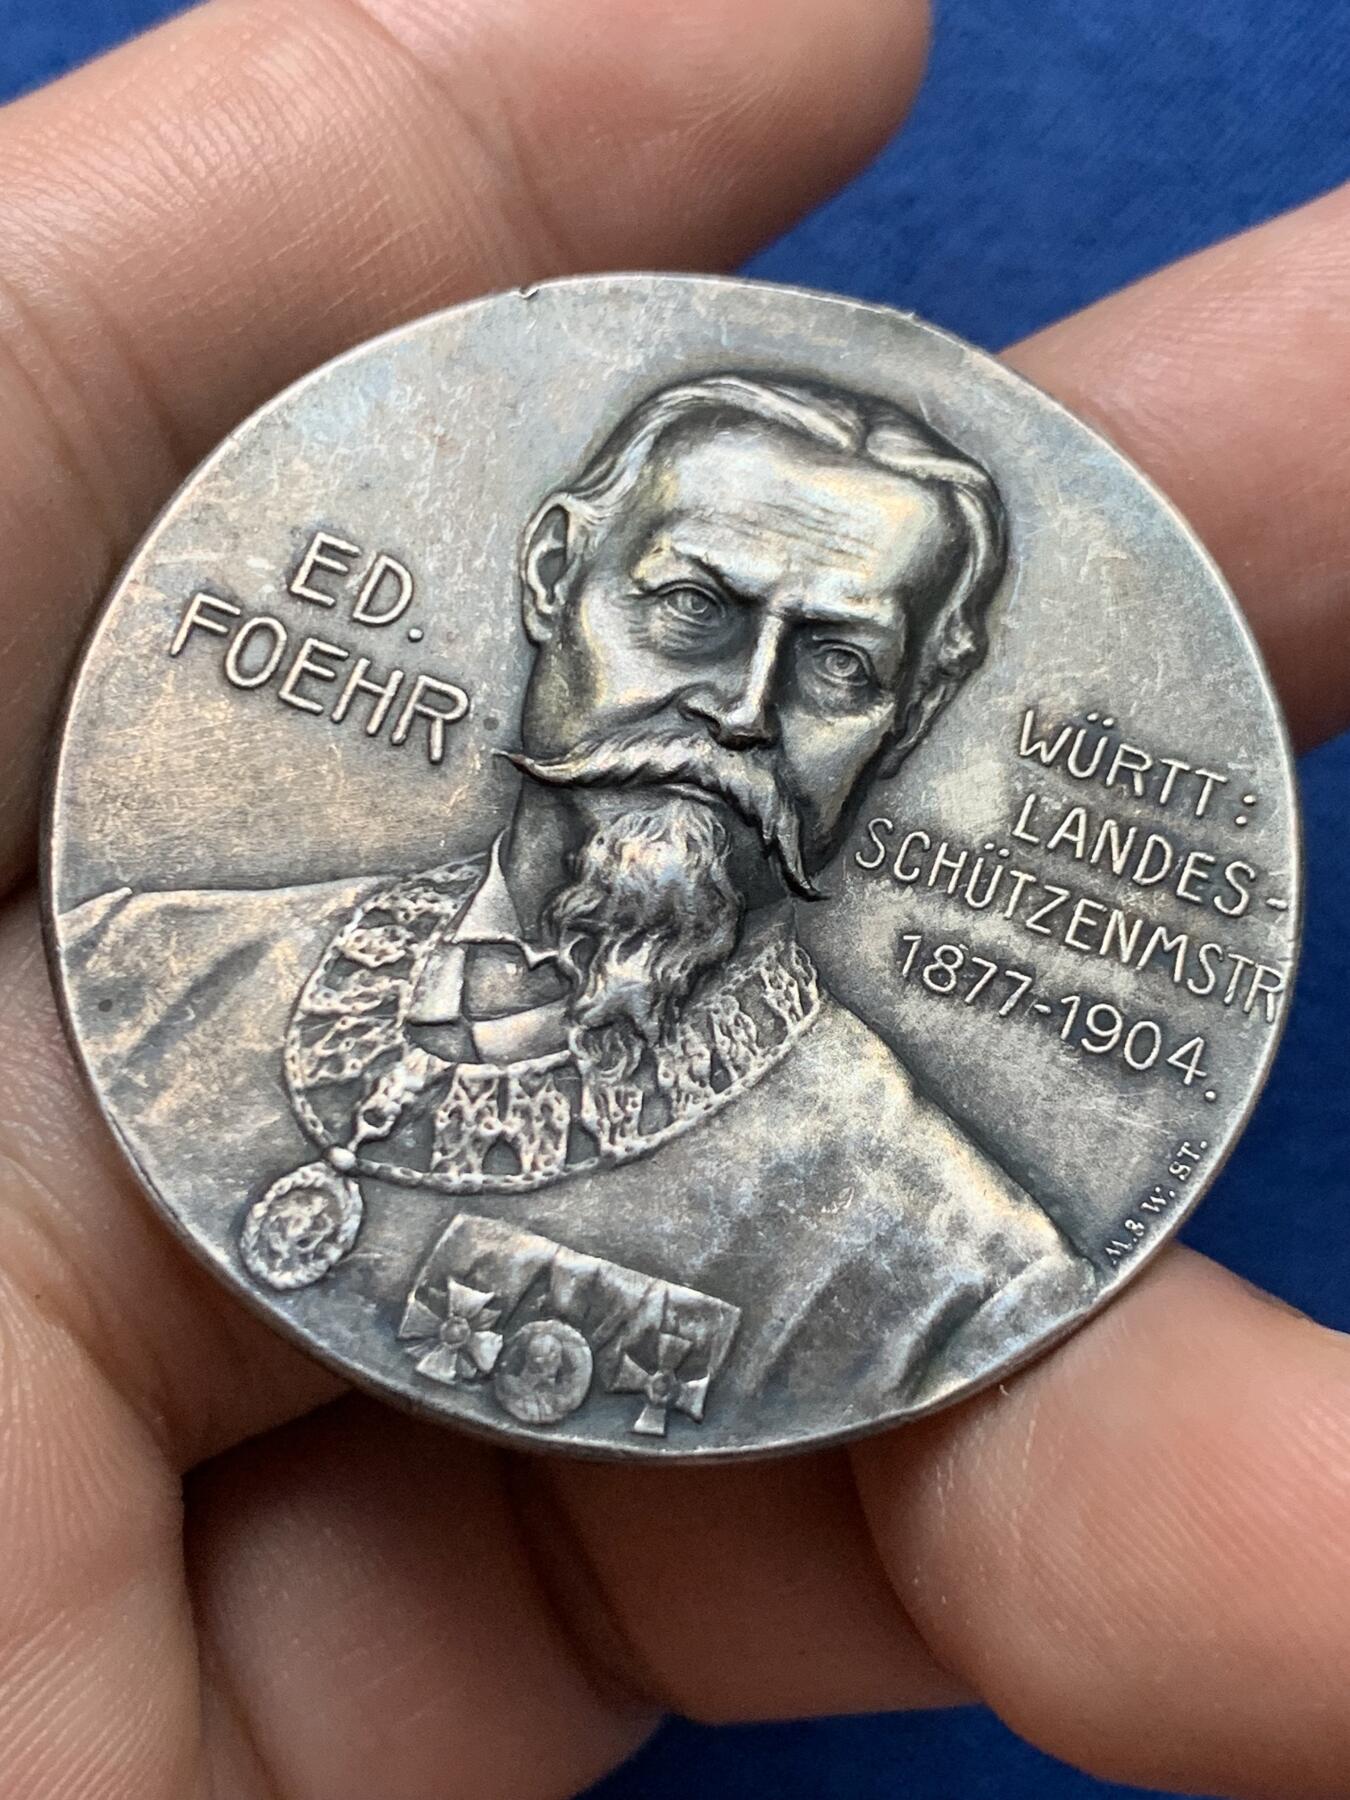 ED.
FOEHR
WÜRTT:
LANDES-
SCHÜTZENMSTR
1877-1904.
M. & W. ST.